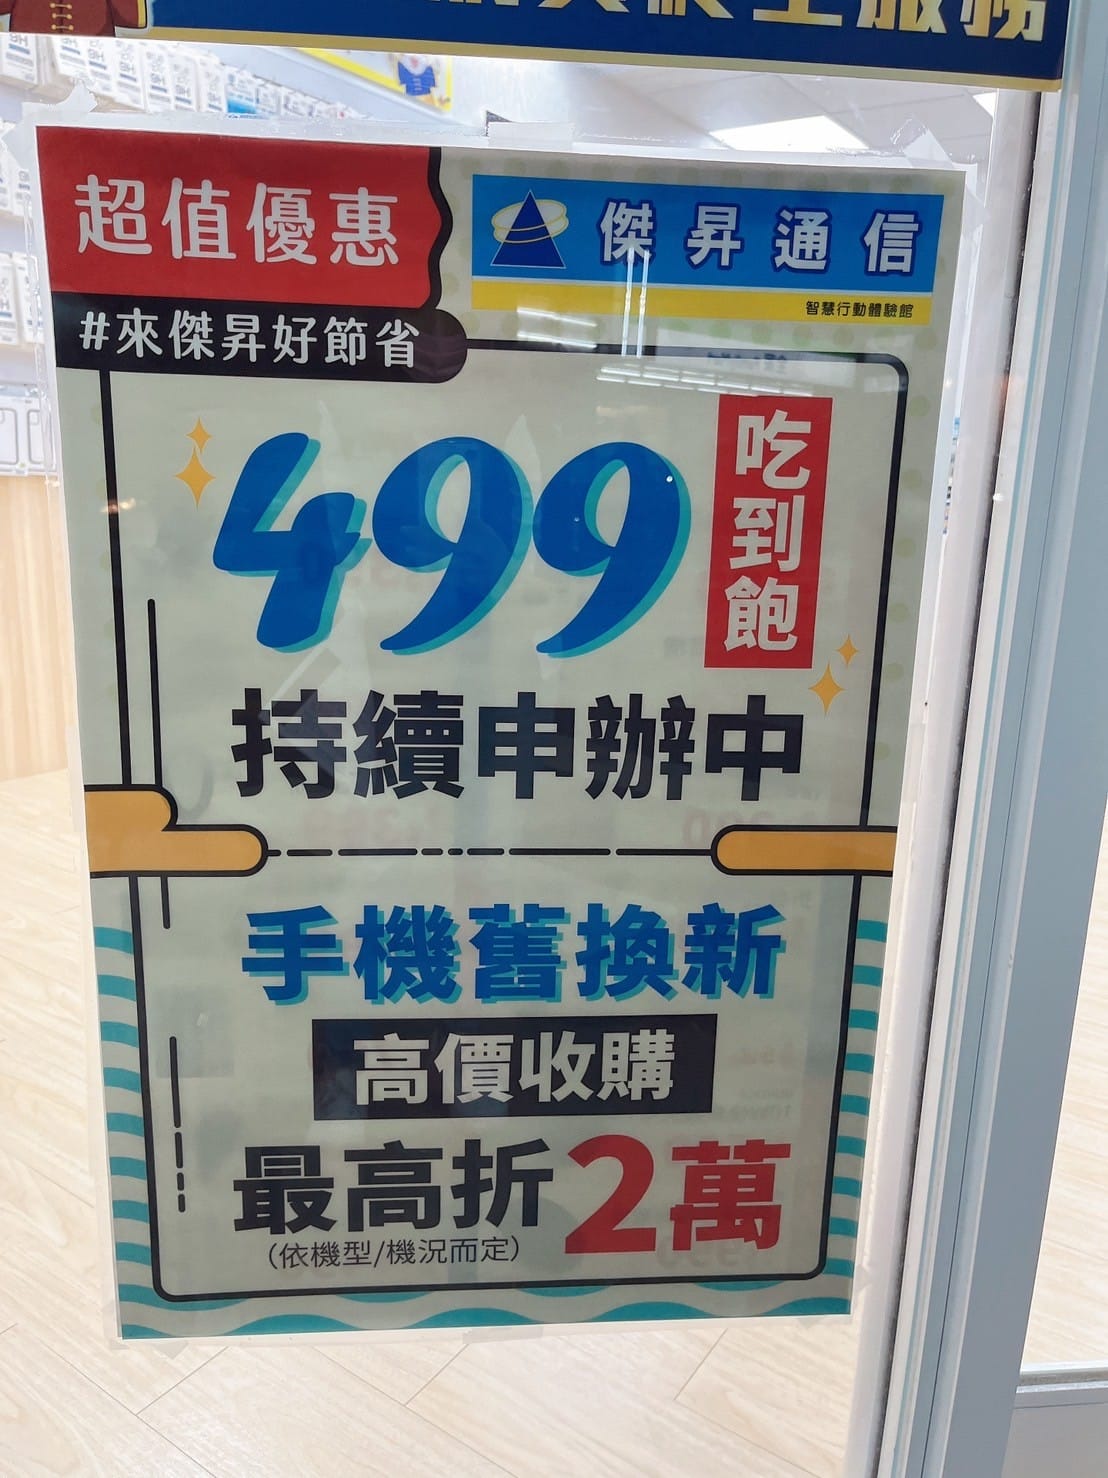 超值優惠
傑昇通信
智慧行動體驗館
#來傑昇好節省
499
吃到飽
持續申辦中
手機舊換新
高價收購
最高折2萬
(依機型/機況而定)